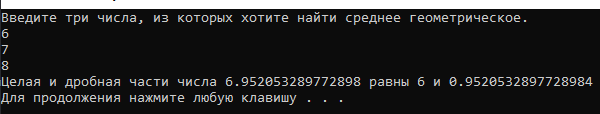 Введите три числа, из которых хотите найти среднее геометрическое.
6
7
8
Целая и дробная части числа 6.952053289772898 равны 6 и 0.9520532897728984
Для продолжения нажмите любую клавишу . . .